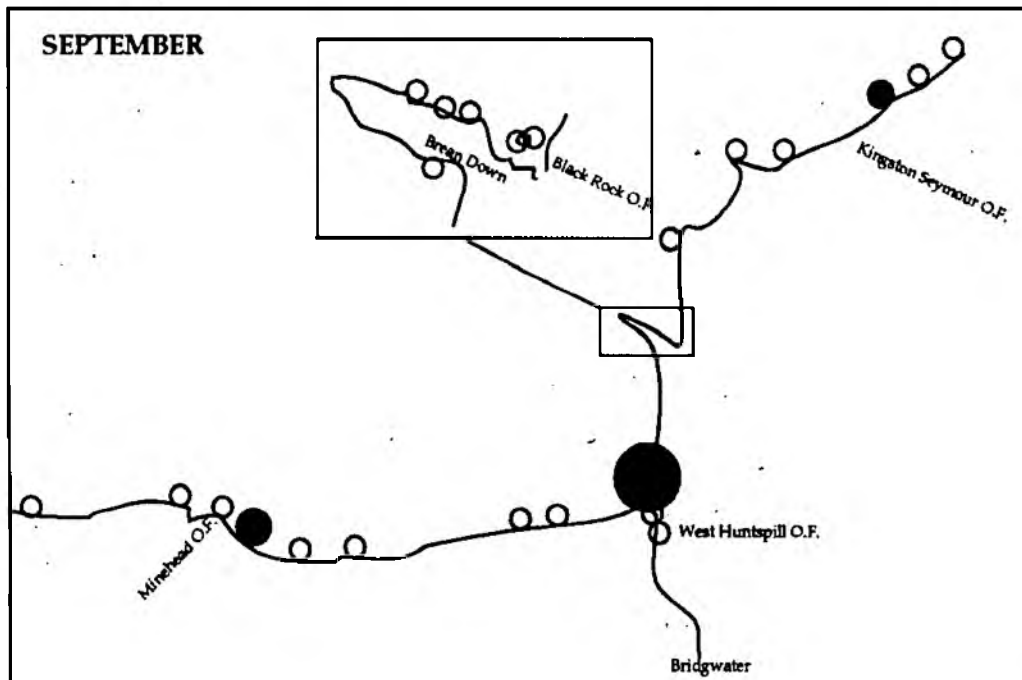 SEPTEMBER
Brean Down
Black Rock O.F.
Kingston Seymour O.F.
Minehead O.F.
West Huntspill O.F.
Bridgwater